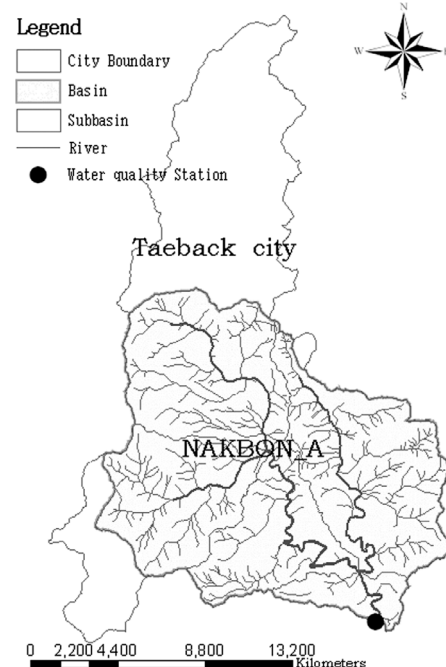 Legend
City Boundary
Basin
Subbasin
River
Water quality Station
N
W
E
S
Taeback city
NAKBON_A
0 2,200 4,400 8,800 13,200
Kilometers